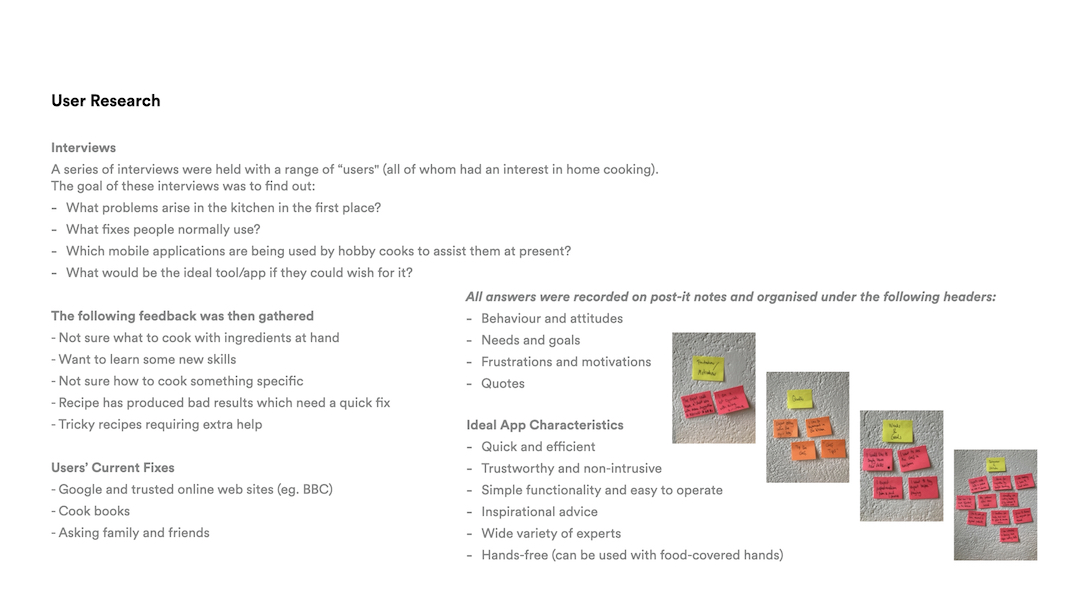 User Research
Interviews
A series of interviews were held with a range of “users" (all of whom had an interest in home cooking).
The goal of these interviews was to find out:
- What problems arise in the kitchen in the first place?
- What fixes people normally use?
- Which mobile applications are being used by hobby cooks to assist them at present?
- What would be the ideal tool/app if they could wish for it?
The following feedback was then gathered
- Not sure what to cook with ingredients at hand
- Want to learn some new skills
- Not sure how to cook something specific
- Recipe has produced bad results which need a quick fix
- Tricky recipes requiring extra help
Users’ Current Fixes
- Google and trusted online web sites (eg. BBC)
- Cook books
- Asking family and friends
All answers were recorded on post-it notes and organised under the following headers:
- Behaviour and attitudes
- Needs and goals
- Frustrations and motivations
- Quotes
Ideal App Characteristics
- Quick and efficient
- Trustworthy and non-intrusive
- Simple functionality and easy to operate
- Inspirational advice
- Wide variety of experts
- Hands-free (can be used with food-covered hands)